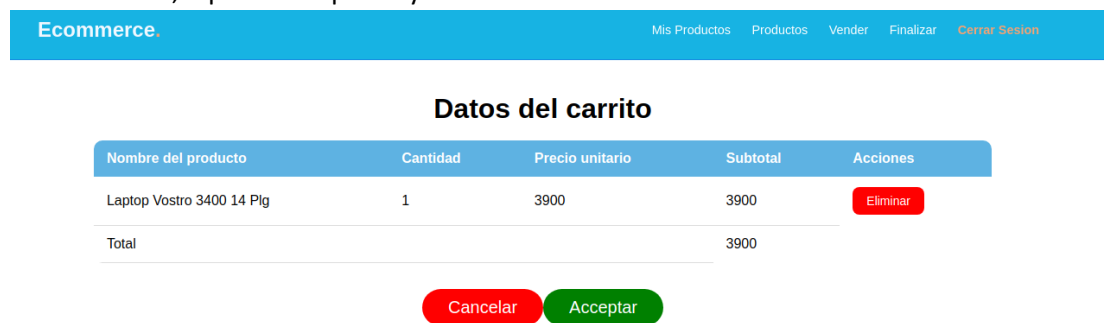 Ecommerce.
Mis Productos Productos Vender Finalizar Cerrar Sesion
Datos del carrito
Nombre del producto Cantidad Precio unitario Subtotal Acciones
Laptop Vostro 3400 14 Plg 1 3900 3900 Eliminar
Total 3900
Cancelar Acceptar